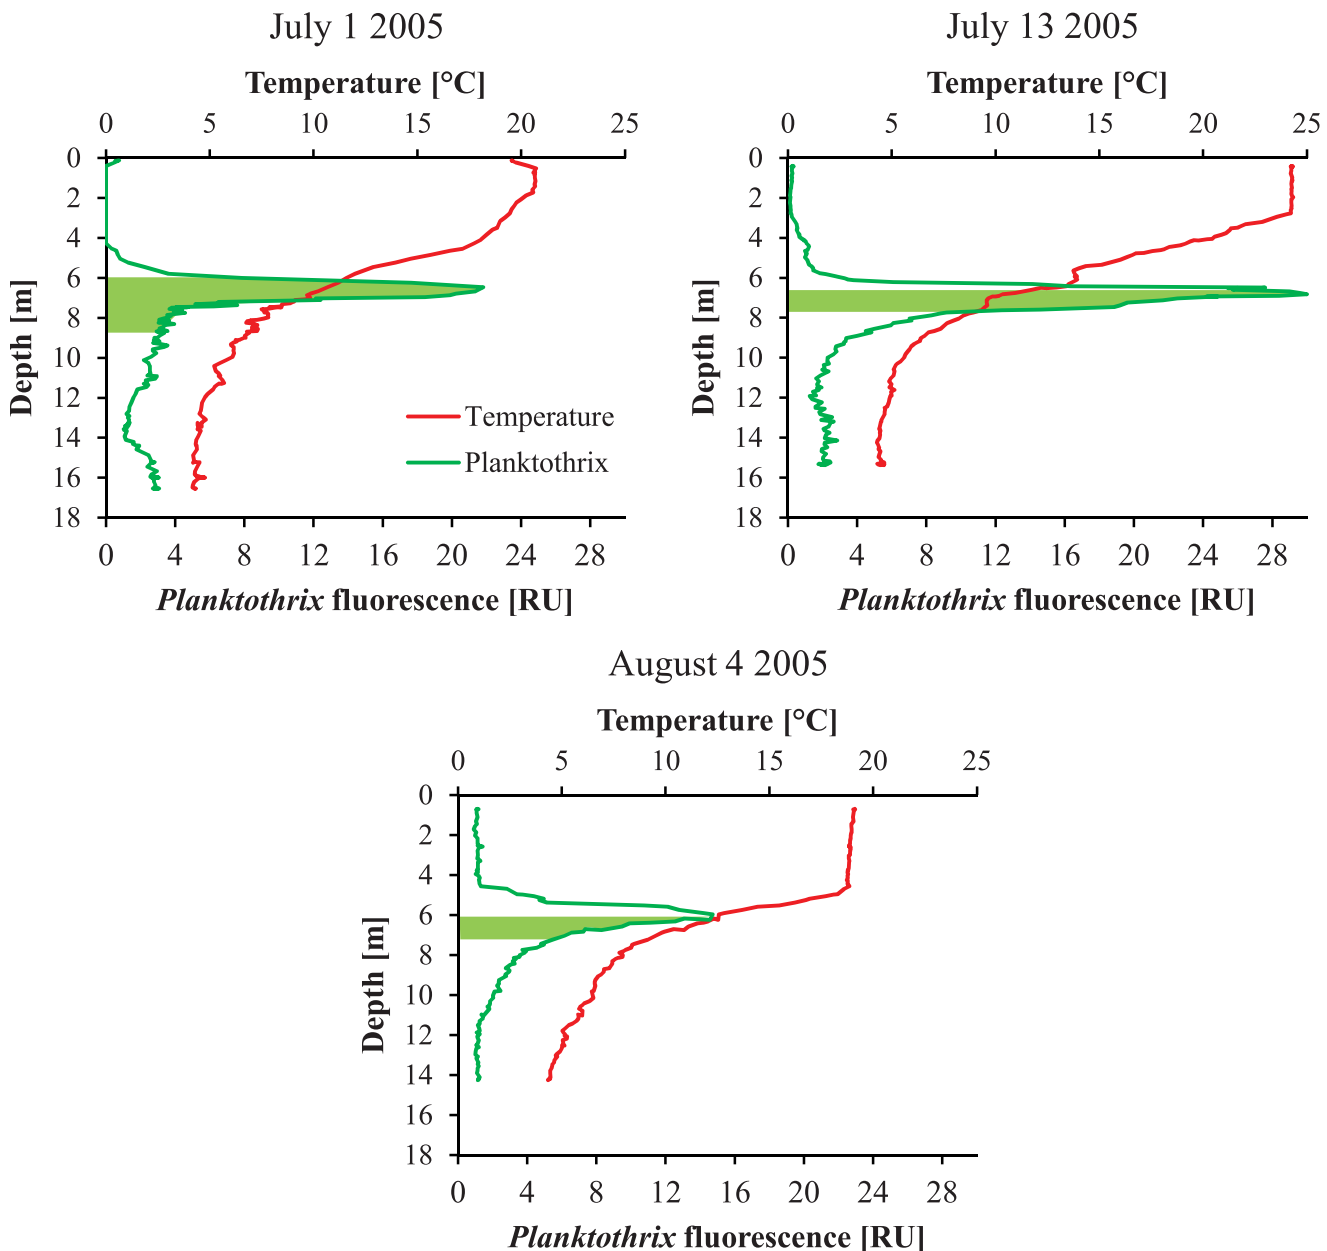 July 1 2005
Temperature [°C]
0 5 10 15 20 25
0
2
4
6
8
10
12
14
16
18
Depth [m]
Temperature
Planktothrix
0 4 8 12 16 20 24 28
Planktothrix fluorescence [RU]
July 13 2005
Temperature [°C]
0 5 10 15 20 25
0
2
4
6
8
10
12
14
16
18
Depth [m]
0 4 8 12 16 20 24 28
Planktothrix fluorescence [RU]
August 4 2005
Temperature [°C]
0 5 10 15 20 25
0
2
4
6
8
10
12
14
16
18
Depth [m]
0 4 8 12 16 20 24 28
Planktothrix fluorescence [RU]